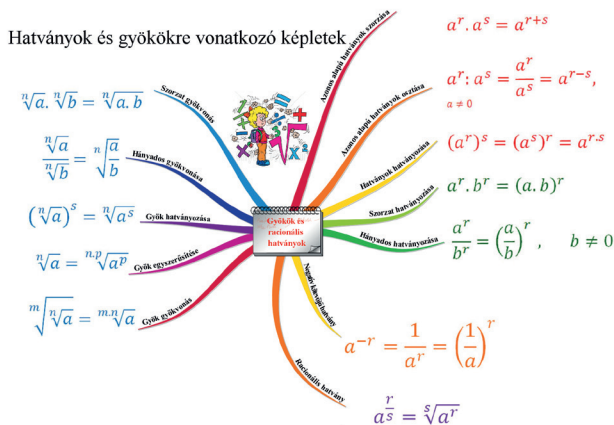 Hatványok és gyökökre vonatkozó képletek
Szorzat gyökvonás
ⁿ√a. ⁿ√b = ⁿ√a.b
Hányados gyökvonása
ⁿ√a / ⁿ√b = ⁿ√(a/b)
Gyök hatványozása
(ⁿ√a)ˢ = ⁿ√aˢ
Gyök egyszerűsítése
ⁿ√a = ⁿ·ᵖ√aᵖ
Gyök gyökvonás
ᵐ√ⁿ√a = ᵐ·ⁿ√a
Gyökök és
racionális
hatványok
Azonos alapú hatványok szorzása
aʳ. aˢ = aʳ⁺ˢ
Azonos alapú hatványok osztáva
aʳ: aˢ = aʳ/aˢ = aʳ⁻ˢ,
a ≠ 0
Hatványok hatványozása
(aʳ)ˢ = (aˢ)ʳ = aʳ·ˢ
Szorzat hatványozása
aʳ. bʳ = (a.b)ʳ
Hányados hatványozása
aʳ/bʳ = (a/b)ʳ , b ≠ 0
Negatív kitevőjű hatvány
a⁻ʳ = 1/aʳ = (1/a)ʳ
Racionális hatvány
a^(r/s) = ˢ√aʳ